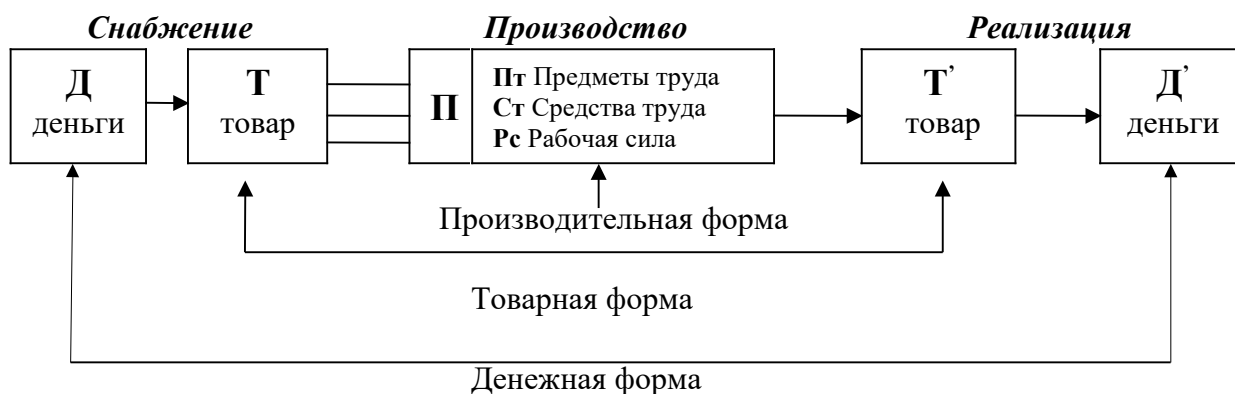 Снабжение Производство Реализация
Д
деньги
Т
товар
П
Пт Предметы труда
Ст Средства труда
Рс Рабочая сила
Т’
товар
Д’
деньги
Производительная форма
Товарная форма
Денежная форма